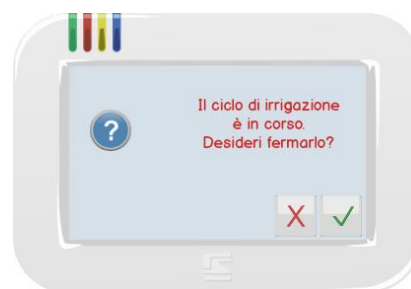 Il ciclo di irrigazione
è in corso.
Desideri fermarlo?